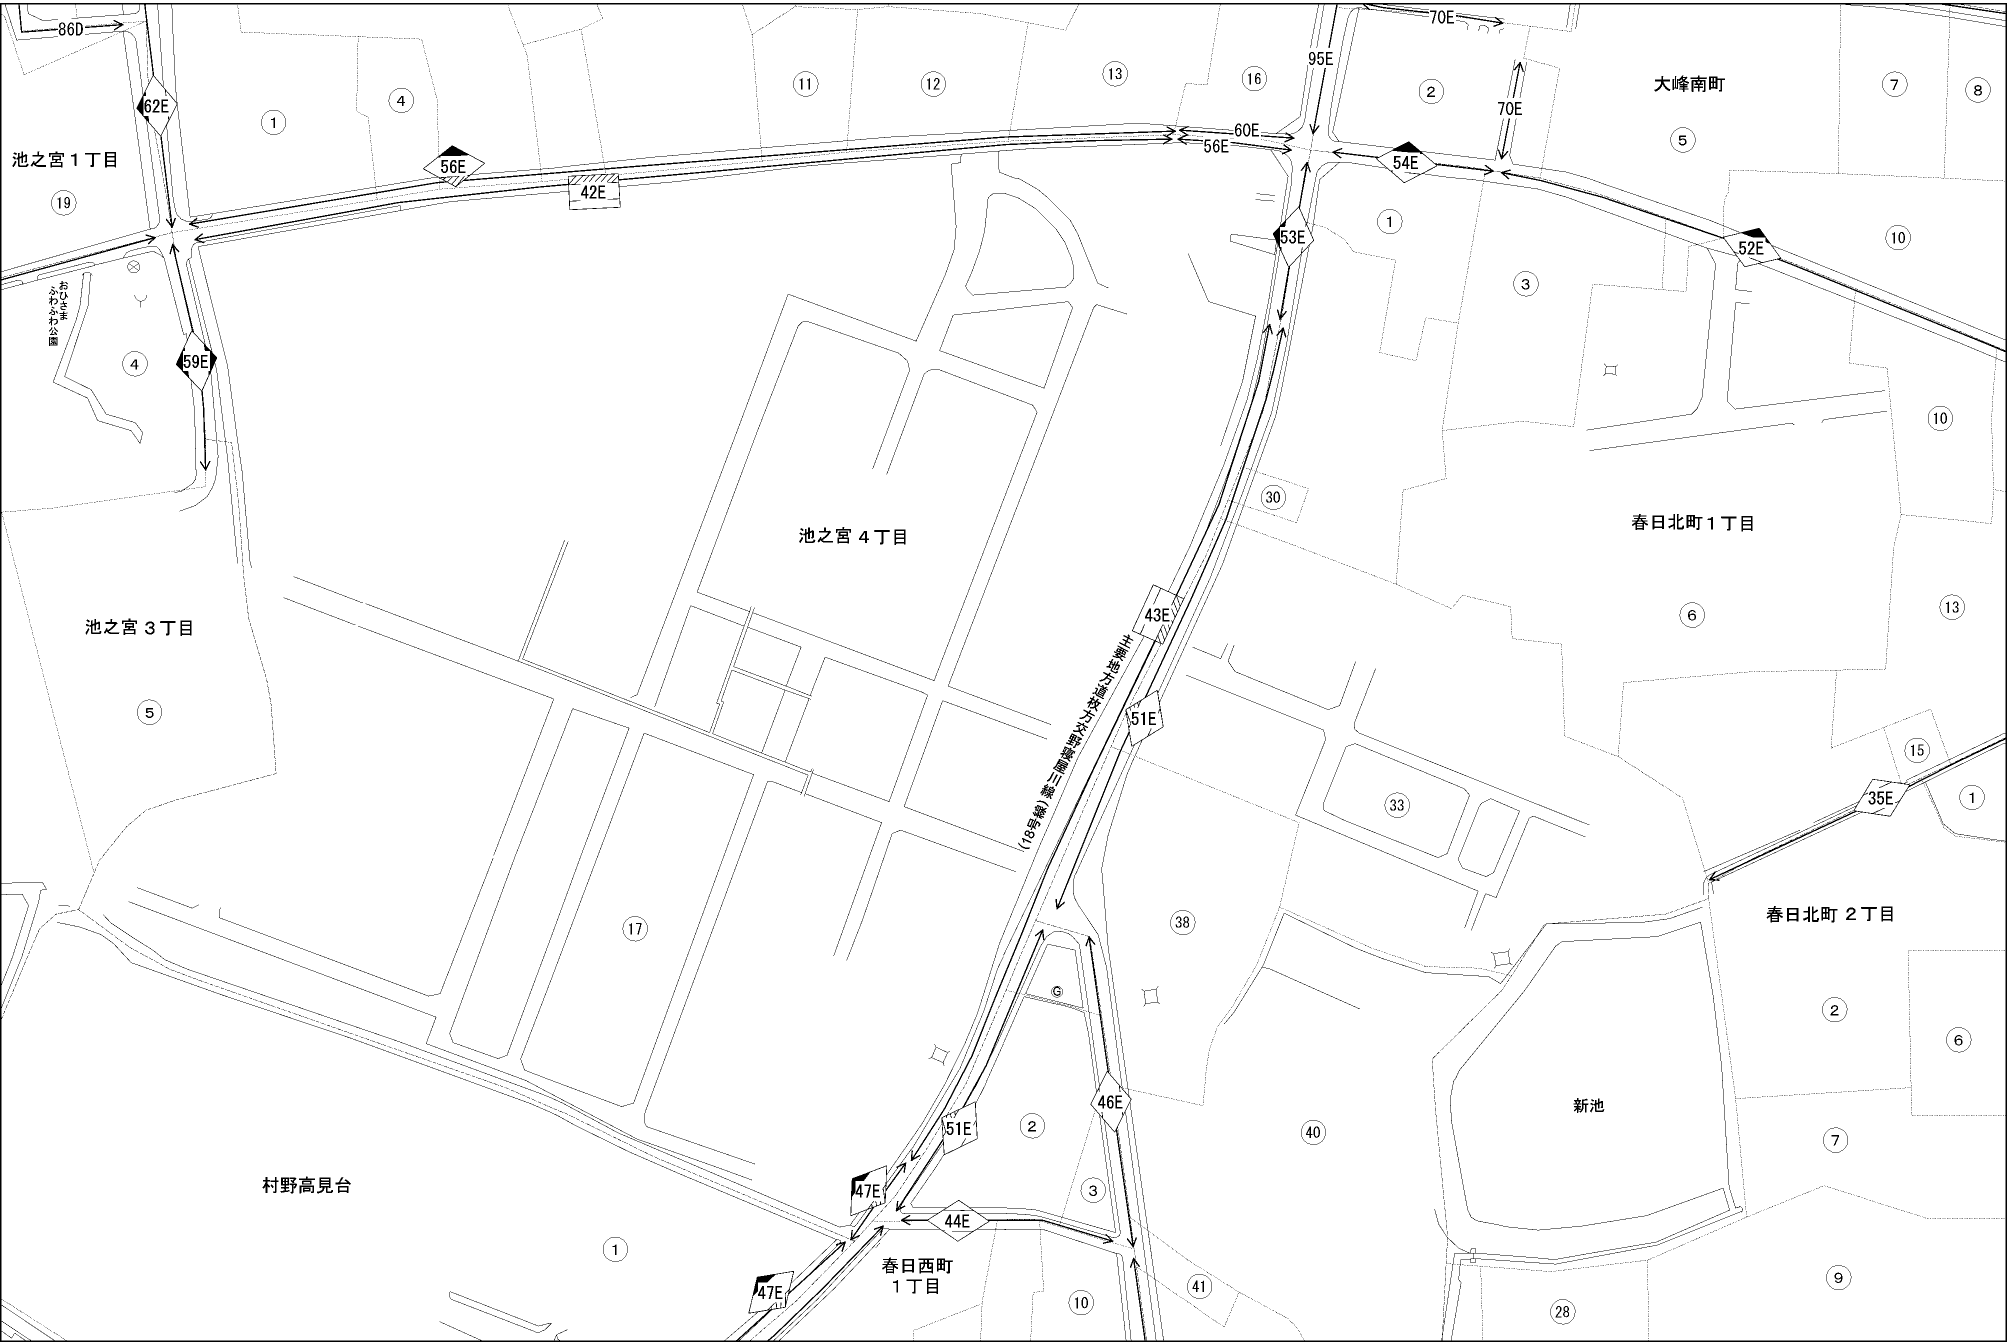 86D
70E
95E
11
12
13
16
2
大峰南町
7
8
62E
1
4
70E
5
池之宮1丁目
60E
56E
56E
54E
42E
19
1
53E
52E
10
おひさま
ふわふわ公園
3
4
59E
10
30
池之宮4丁目
春日北町1丁目
43E
13
6
池之宮3丁目
5
51E
主要地方道枚方交野寝屋川線
(18号線)
15
35E
1
33
17
38
春日北町2丁目
G
2
6
46E
新池
51E
2
40
7
村野高見台
47E
3
44E
1
春日西町
1丁目
47E
10
41
28
9